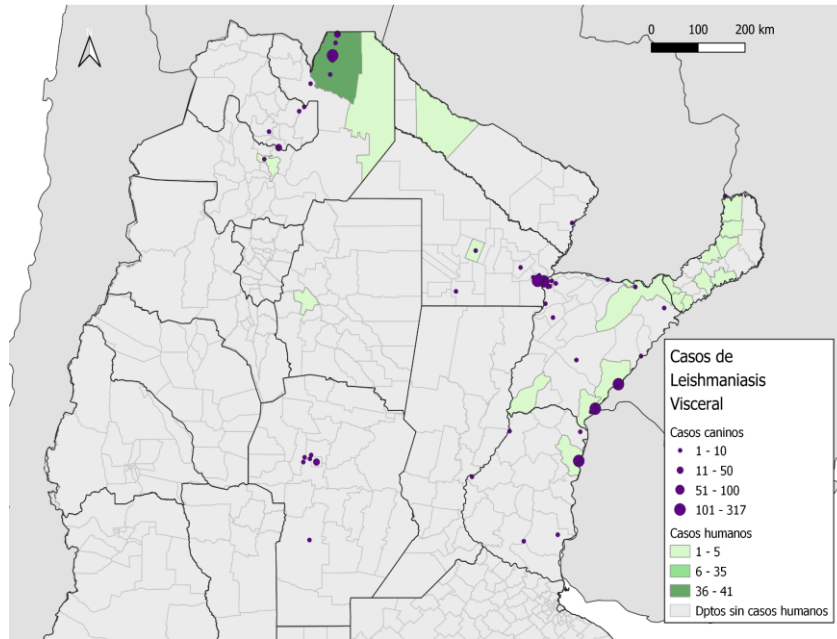 N
0 100 200 km
Casos de
Leishmaniasis
Visceral
Casos caninos
1 - 10
11 - 50
51 - 100
101 - 317
Casos humanos
1 - 5
6 - 35
36 - 41
Dptos sin casos humanos